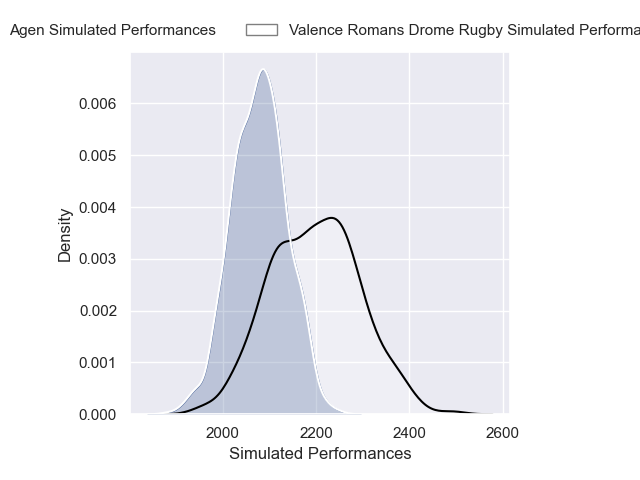 Agen Simulated Performances
Valence Romans Drome Rugby Simulated Performa
0.006
0.005
0.004
0.003
0.002
0.001
0.000
Density
2000
2200
2400
2600
Simulated Performances